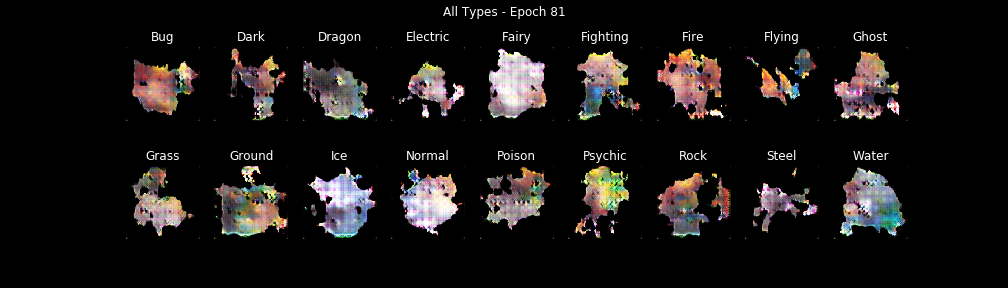 All Types - Epoch 81
Bug Dark Dragon Electric Fairy Fighting Fire Flying Ghost
Grass Ground Ice Normal Poison Psychic Rock Steel Water